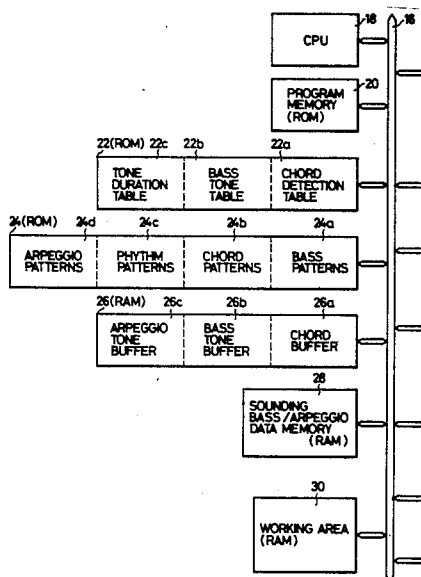 18 16
CPU
20
PROGRAM
MEMORY
(ROM)
22(ROM) 22c 22b 22a
TONE
DURATION
TABLE
BASS
TONE
TABLE
CHORD
DETECTION
TABLE
24(ROM) 24d 24c 24b 24a
ARPEGGIO
PATTERNS
PHYTHM
PATTERNS
CHORD
PATTERNS
BASS
PATTERNS
26(RAM) 26c 26b 26a
ARPEGGIO
TONE
BUFFER
BASS
TONE
BUFFER
CHORD
BUFFER
28
SOUNDING
BASS/ARPEGGIO
DATA MEMORY
(RAM)
30
WORKING AREA
(RAM)